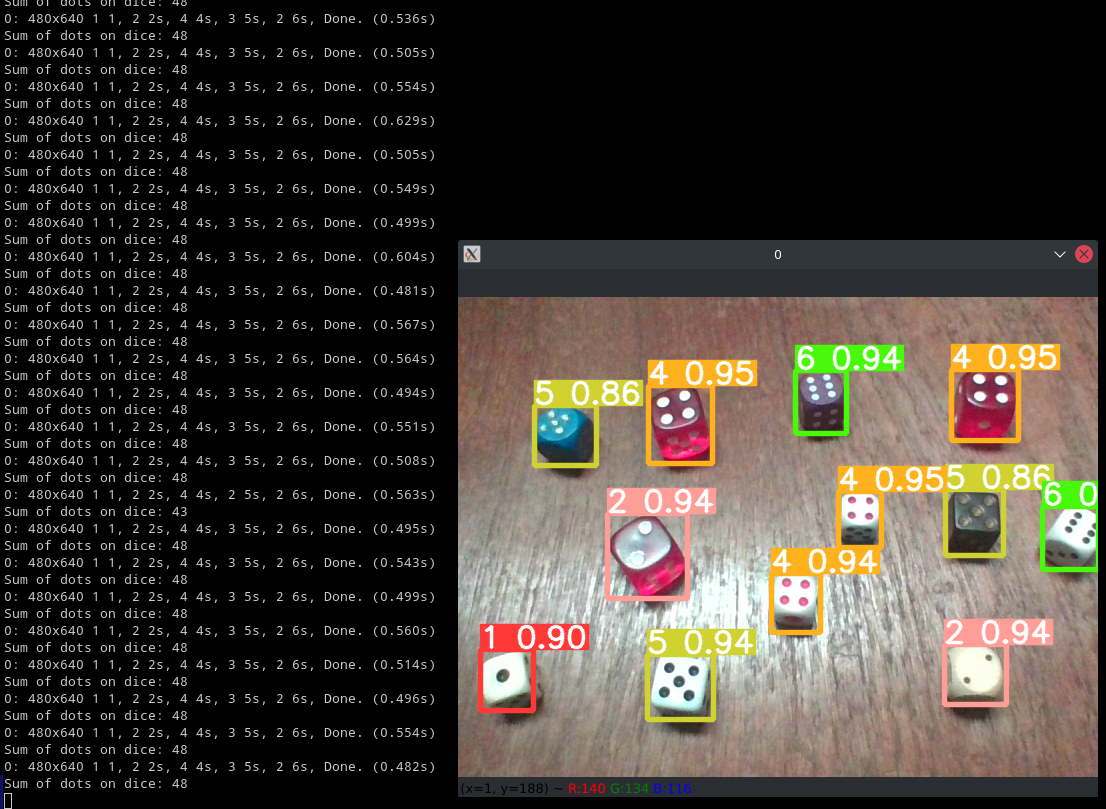 Sum of dots on dice: 48
0: 480x640 1 1, 2 2s, 4 4s, 3 5s, 2 6s, Done. (0.536s)
Sum of dots on dice: 48
0: 480x640 1 1, 2 2s, 4 4s, 3 5s, 2 6s, Done. (0.505s)
Sum of dots on dice: 48
0: 480x640 1 1, 2 2s, 4 4s, 3 5s, 2 6s, Done. (0.554s)
Sum of dots on dice: 48
0: 480x640 1 1, 2 2s, 4 4s, 3 5s, 2 6s, Done. (0.629s)
Sum of dots on dice: 48
0: 480x640 1 1, 2 2s, 4 4s, 3 5s, 2 6s, Done. (0.505s)
Sum of dots on dice: 48
0: 480x640 1 1, 2 2s, 4 4s, 3 5s, 2 6s, Done. (0.549s)
Sum of dots on dice: 48
0: 480x640 1 1, 2 2s, 4 4s, 3 5s, 2 6s, Done. (0.499s)
Sum of dots on dice: 48
0: 480x640 1 1, 2 2s, 4 4s, 3 5s, 2 6s, Done. (0.604s)
Sum of dots on dice: 48
0: 480x640 1 1, 2 2s, 4 4s, 3 5s, 2 6s, Done. (0.481s)
Sum of dots on dice: 48
0: 480x640 1 1, 2 2s, 4 4s, 3 5s, 2 6s, Done. (0.567s)
Sum of dots on dice: 48
0: 480x640 1 1, 2 2s, 4 4s, 3 5s, 2 6s, Done. (0.564s)
Sum of dots on dice: 48
0: 480x640 1 1, 2 2s, 4 4s, 3 5s, 2 6s, Done. (0.494s)
Sum of dots on dice: 48
0: 480x640 1 1, 2 2s, 4 4s, 3 5s, 2 6s, Done. (0.551s)
Sum of dots on dice: 48
0: 480x640 1 1, 2 2s, 4 4s, 3 5s, 2 6s, Done. (0.508s)
Sum of dots on dice: 48
0: 480x640 1 1, 2 2s, 4 4s, 2 5s, 2 6s, Done. (0.563s)
Sum of dots on dice: 43
0: 480x640 1 1, 2 2s, 4 4s, 3 5s, 2 6s, Done. (0.495s)
Sum of dots on dice: 48
0: 480x640 1 1, 2 2s, 4 4s, 3 5s, 2 6s, Done. (0.543s)
Sum of dots on dice: 48
0: 480x640 1 1, 2 2s, 4 4s, 3 5s, 2 6s, Done. (0.499s)
Sum of dots on dice: 48
0: 480x640 1 1, 2 2s, 4 4s, 3 5s, 2 6s, Done. (0.560s)
Sum of dots on dice: 48
0: 480x640 1 1, 2 2s, 4 4s, 3 5s, 2 6s, Done. (0.514s)
Sum of dots on dice: 48
0: 480x640 1 1, 2 2s, 4 4s, 3 5s, 2 6s, Done. (0.496s)
Sum of dots on dice: 48
0: 480x640 1 1, 2 2s, 4 4s, 3 5s, 2 6s, Done. (0.554s)
Sum of dots on dice: 48
0: 480x640 1 1, 2 2s, 4 4s, 3 5s, 2 6s, Done. (0.482s)
Sum of dots on dice: 48
0
6 0.94
4 0.95
4 0.95
5 0.86
4 0.95
5 0.86
6 0
2 0.94
4 0.94
2 0.94
1 0.90
5 0.94
(x=1, y=188) ~ R:140 G:134 B:116